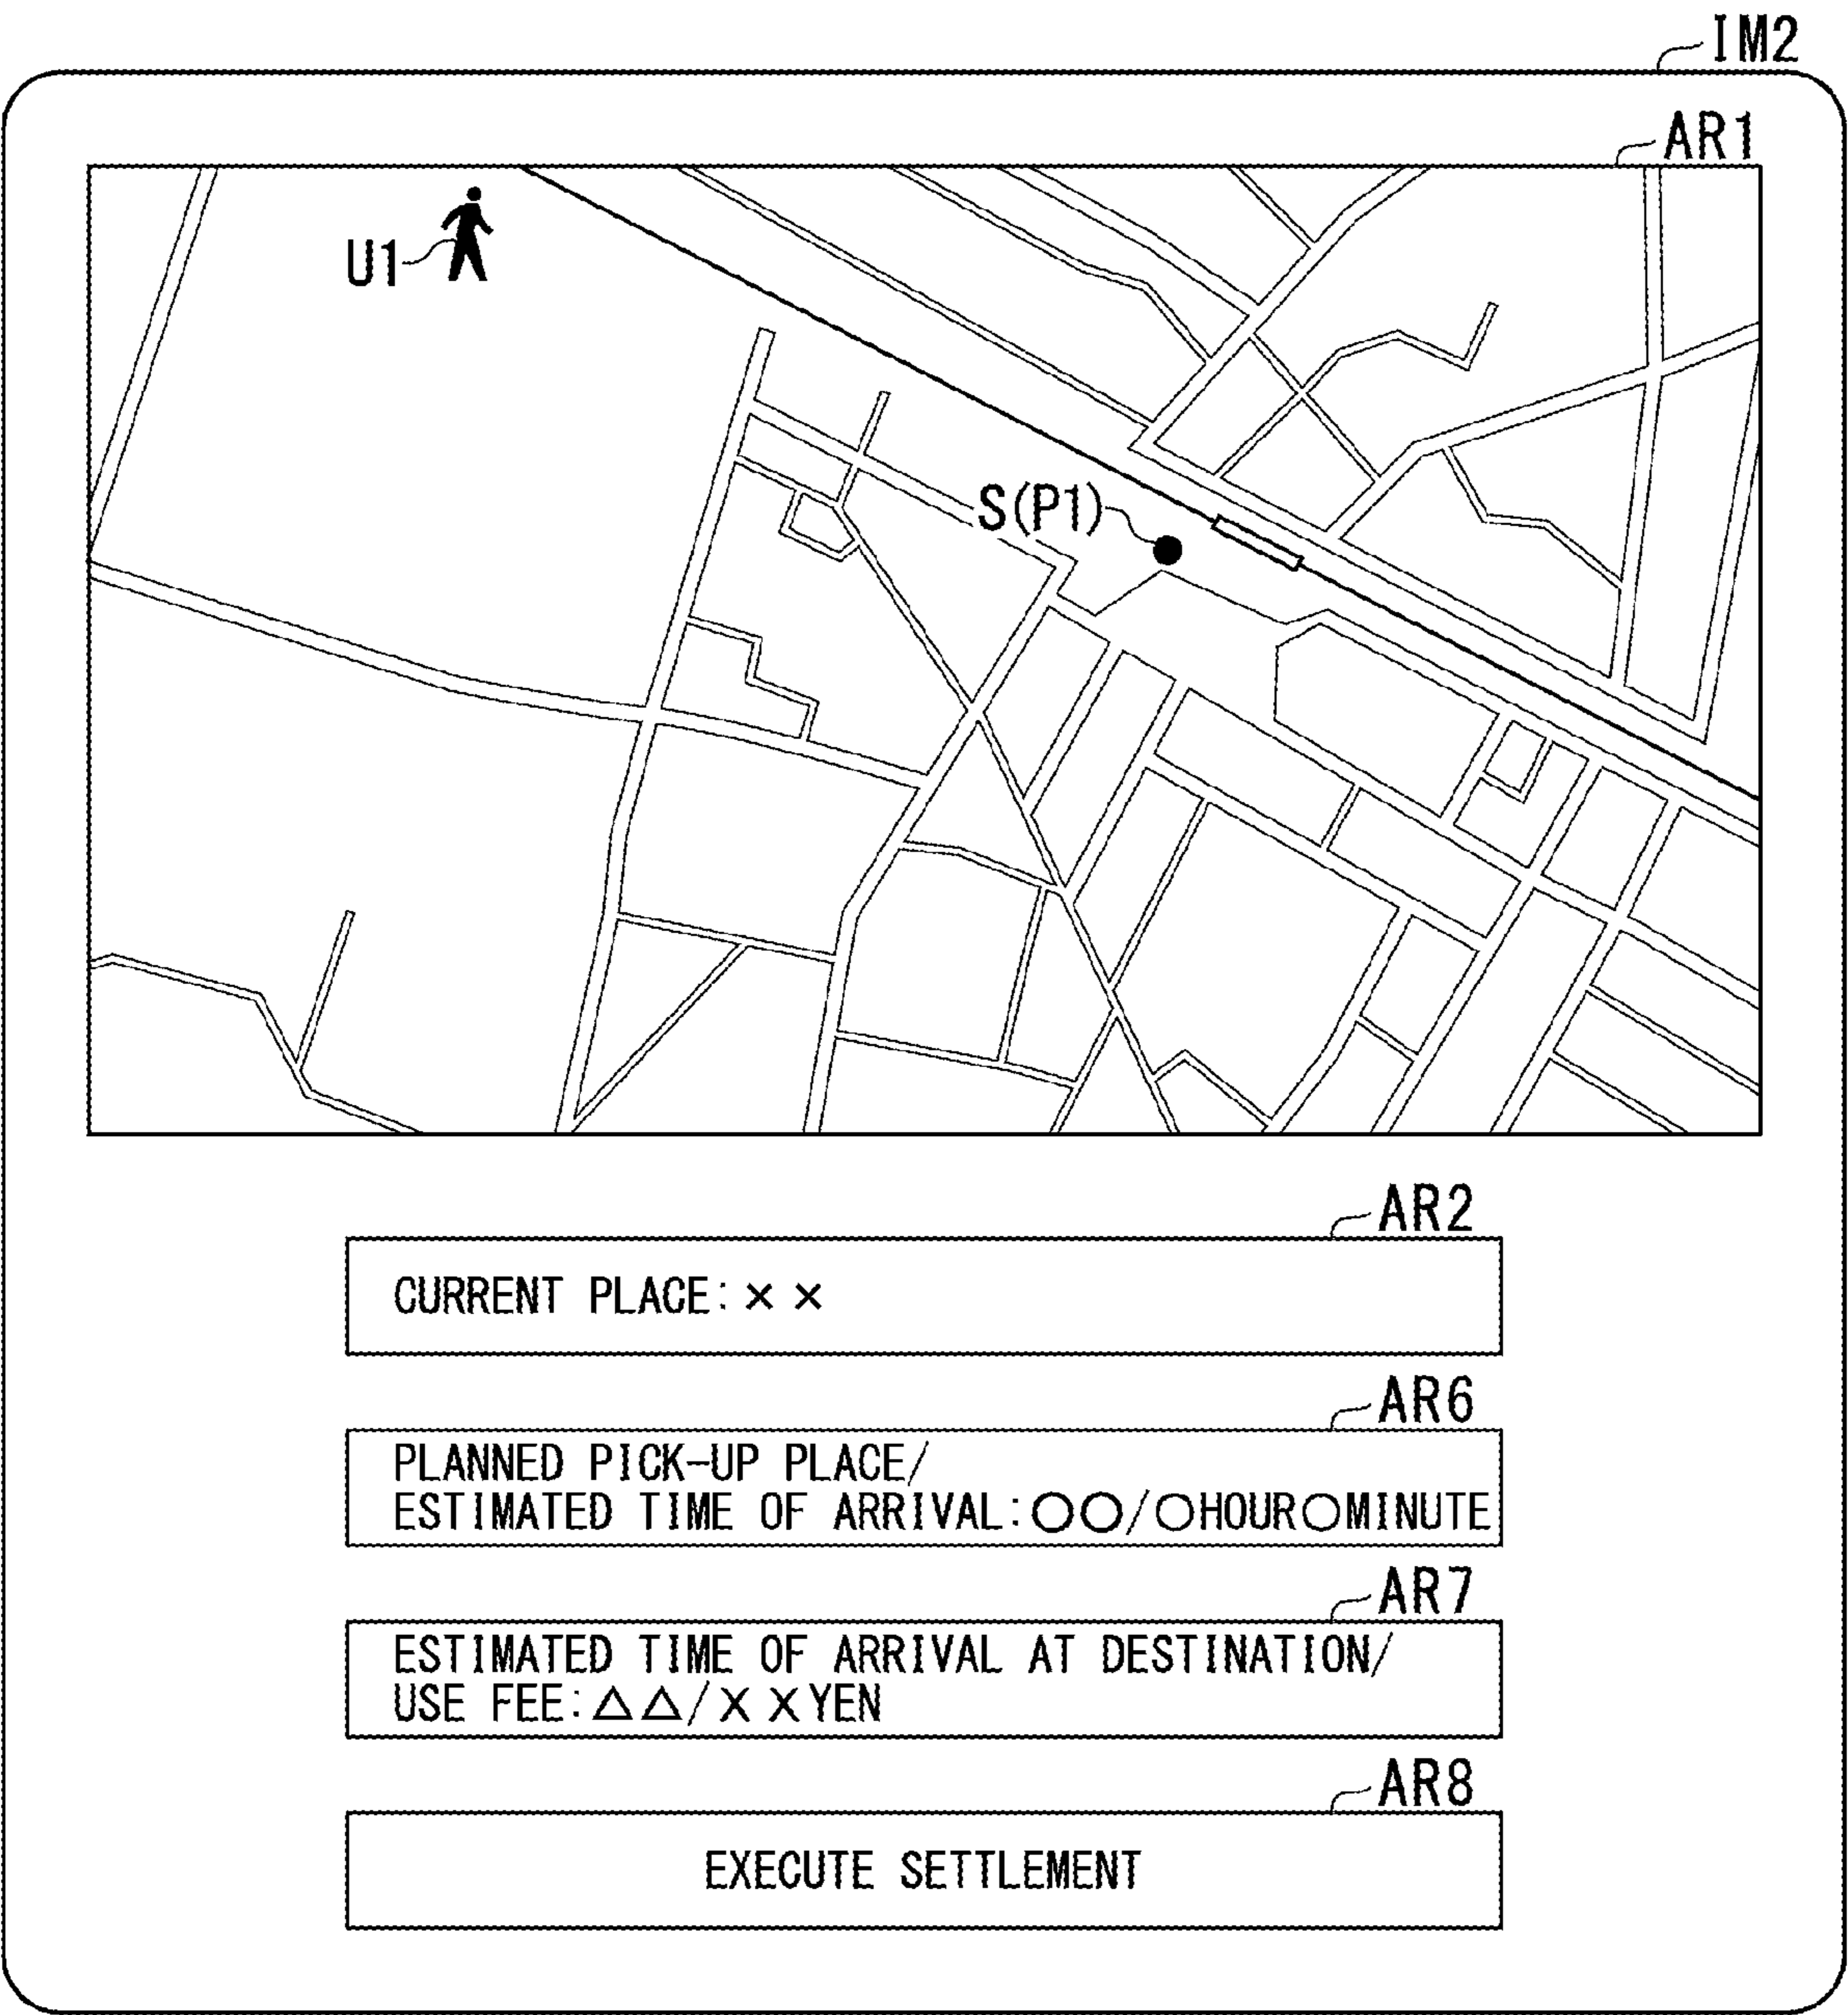 IM2
AR1
U1
S(P1)
AR2
CURRENT PLACE:××
AR6
PLANNED PICK-UP PLACE/
ESTIMATED TIME OF ARRIVAL:○○/○HOUR○MINUTE
AR7
ESTIMATED TIME OF ARRIVAL AT DESTINATION/
USE FEE:△△/××YEN
AR8
EXECUTE SETTLEMENT